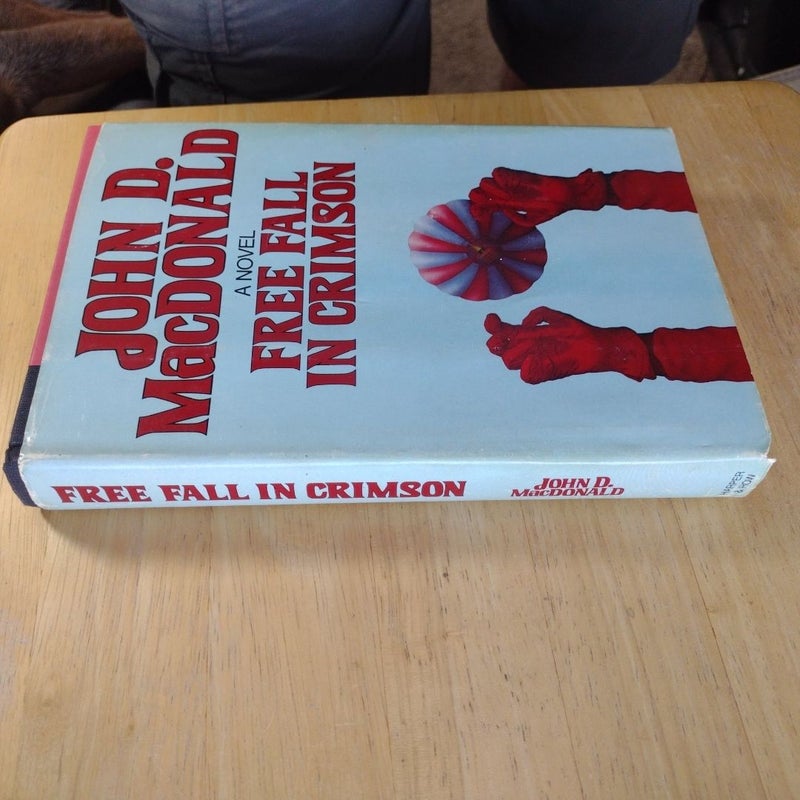 JOHN D.
MacDONALD
A NOVEL
FREE FALL
IN CRIMSON
FREE FALL IN CRIMSON
JOHN D.
MacDONALD
HARPER
& ROW